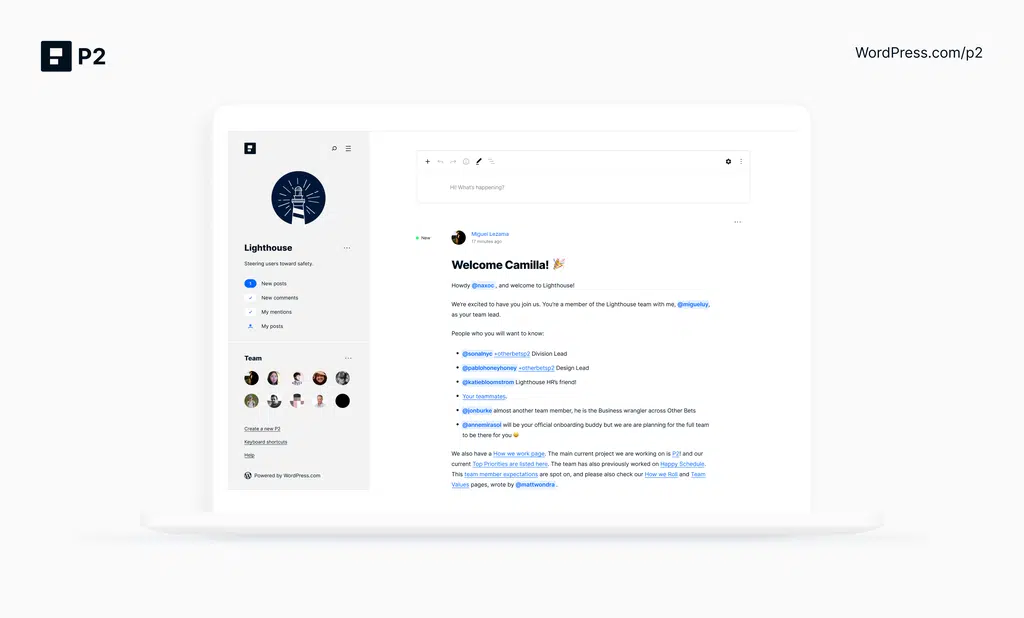 P2
WordPress.com/p2
Lighthouse
Steering users toward safety.
1 New posts
New comments
My mentions
My posts
Team
Create a new P2
Keyboard shortcuts
Help
Powered by WordPress.com
Hi! What's happening?
New
Miguel Lezama
17 minutes ago
Welcome Camilla! 🎉
Howdy @naxoc , and welcome to Lighthouse!
We're excited to have you join us. You're a member of the Lighthouse team with me, @migueluy,
as your team lead.
People who you will want to know:
• @sonalnyc +otherbetsp2 Division Lead
• @pablohoneyhoney +otherbetsp2 Design Lead
• @katiebloomstrom Lighthouse HR's friend!
• Your teammates.
• @jonburke almost another team member, he is the Business wrangler across Other Bets
• @annemirasol will be your official onboarding buddy but we are are planning for the full team
to be there for you 😀
We also have a How we work page. The main current project we are working on is P2! and our
current Top Priorities are listed here. The team has also previously worked on Happy Schedule.
This team member expectations are spot on, and please also check our How we Roll and Team
Values pages, wrote by @mattwondra .